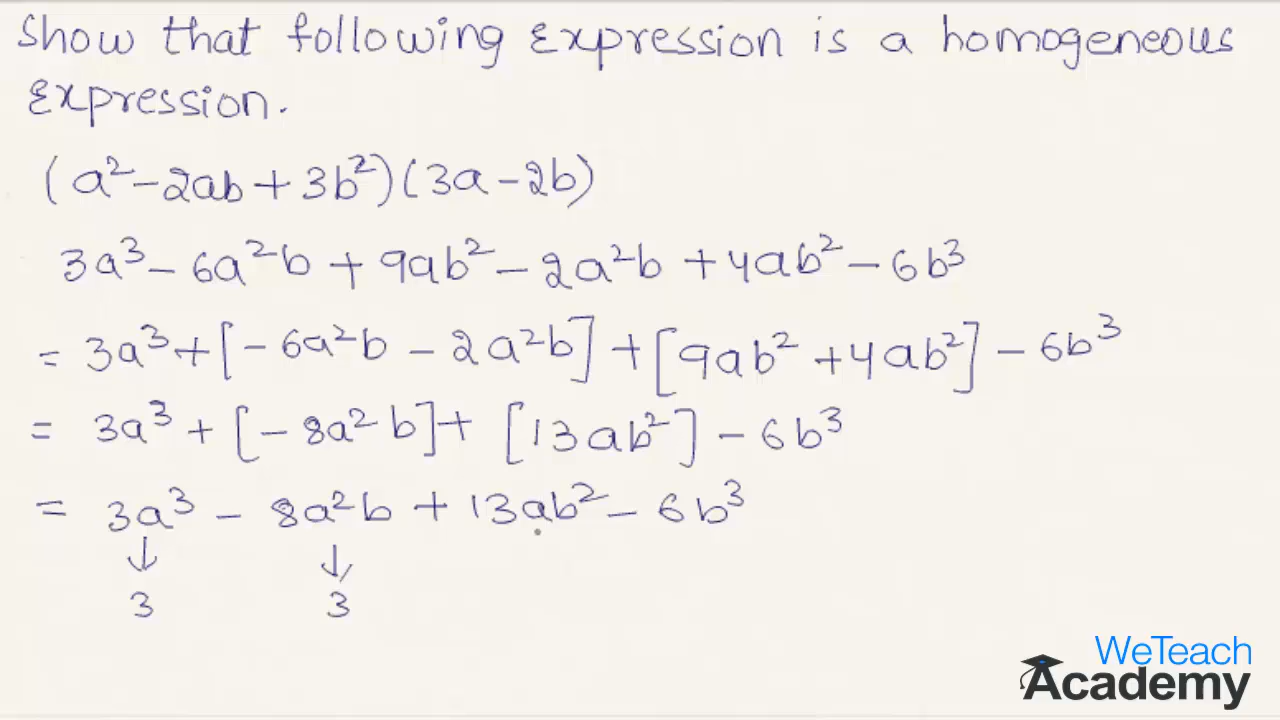 Show that following Expression is a homogeneous
Expression.
(a² - 2ab + 3b²)(3a - 2b)
3a³ - 6a²b + 9ab² - 2a²b + 4ab² - 6b³
= 3a³ + [- 6a²b - 2a²b] + [9ab² + 4ab²] - 6b³
= 3a³ + [- 8a²b] + [13ab²] - 6b³
= 3a³ - 8a²b + 13ab² - 6b³
↓ ↓
3 3
WeTeach
Academy